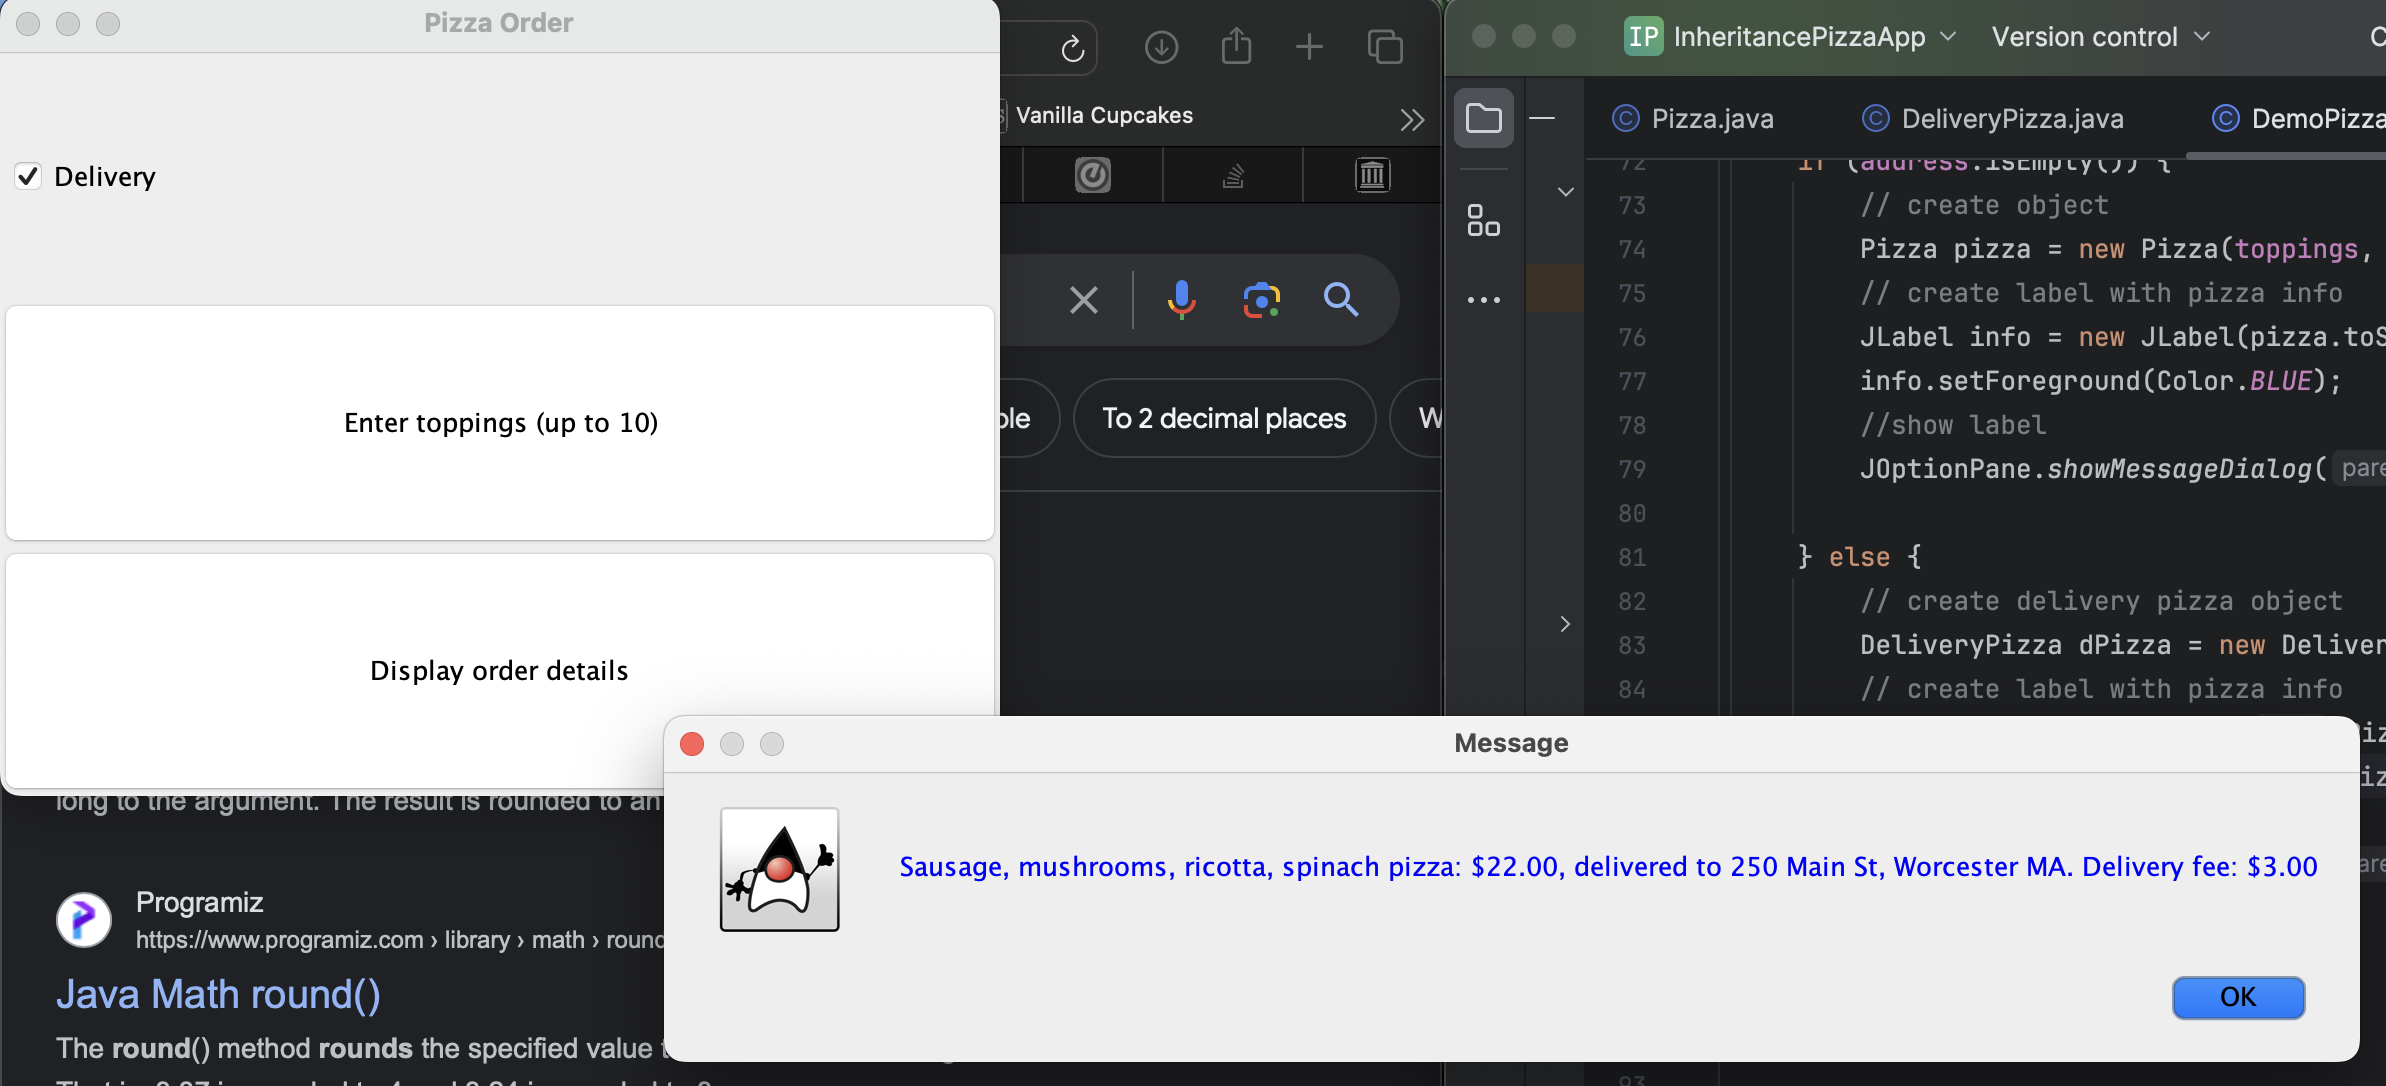 Pizza Order
Delivery
Enter toppings (up to 10)
Display order details
Vanilla Cupcakes
To 2 decimal places
long to the argument. The result is rounded to an
Programiz
https://www.programiz.com › library › math › round
Java Math round()
The round() method rounds the specified value
IP InheritancePizzaApp Version control
Pizza.java DeliveryPizza.java DemoPizza
72 if (address.isEmpty()) {
73 // create object
74 Pizza pizza = new Pizza(toppings,
75 // create label with pizza info
76 JLabel info = new JLabel(pizza.toS
77 info.setForeground(Color.BLUE);
78 //show label
79 JOptionPane.showMessageDialog( pare
80
81 } else {
82 // create delivery pizza object
83 DeliveryPizza dPizza = new Deliver
84 // create label with pizza info
Message
Sausage, mushrooms, ricotta, spinach pizza: $22.00, delivered to 250 Main St, Worcester MA. Delivery fee: $3.00
OK